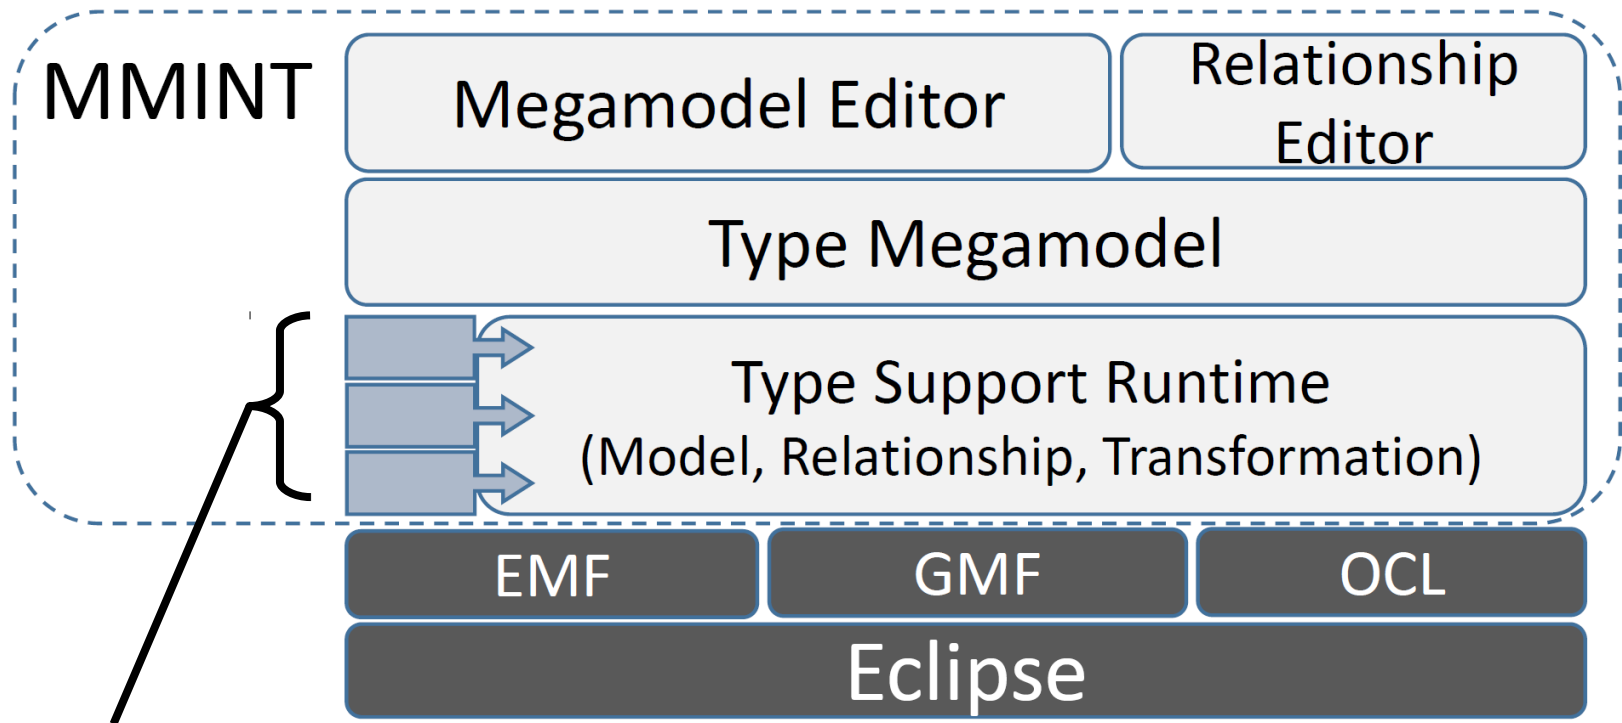 MMINT
Megamodel Editor
Relationship
Editor
Type Megamodel
Type Support Runtime
(Model, Relationship, Transformation)
EMF
GMF
OCL
Eclipse